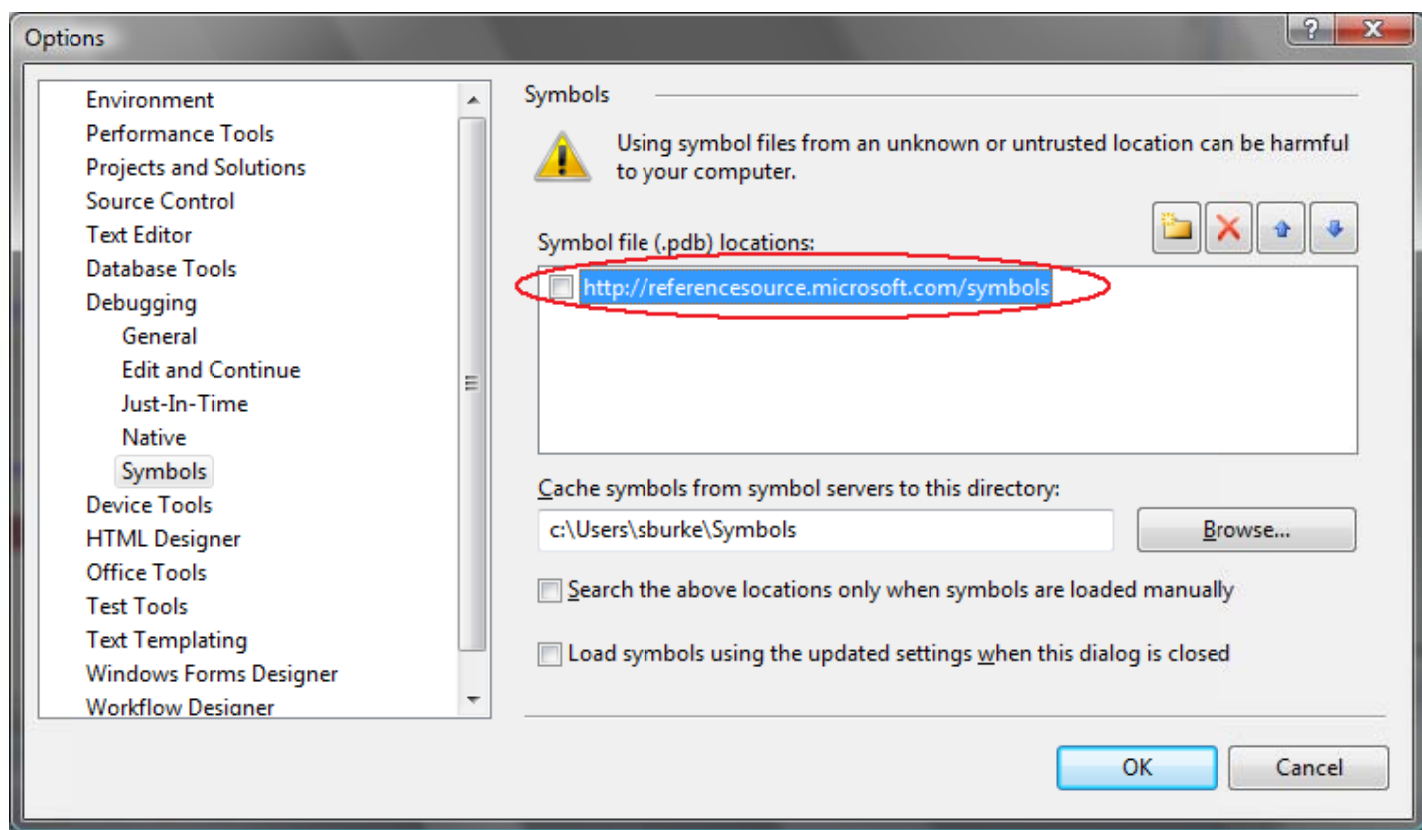 Options
Environment
Performance Tools
Projects and Solutions
Source Control
Text Editor
Database Tools
Debugging
General
Edit and Continue
Just-In-Time
Native
Symbols
Device Tools
HTML Designer
Office Tools
Test Tools
Text Templating
Windows Forms Designer
Workflow Designer
Symbols
Using symbol files from an unknown or untrusted location can be harmful
to your computer.
Symbol file (.pdb) locations:
http://referencesource.microsoft.com/symbols
Cache symbols from symbol servers to this directory:
c:\Users\sburke\Symbols
Browse...
Search the above locations only when symbols are loaded manually
Load symbols using the updated settings when this dialog is closed
OK
Cancel